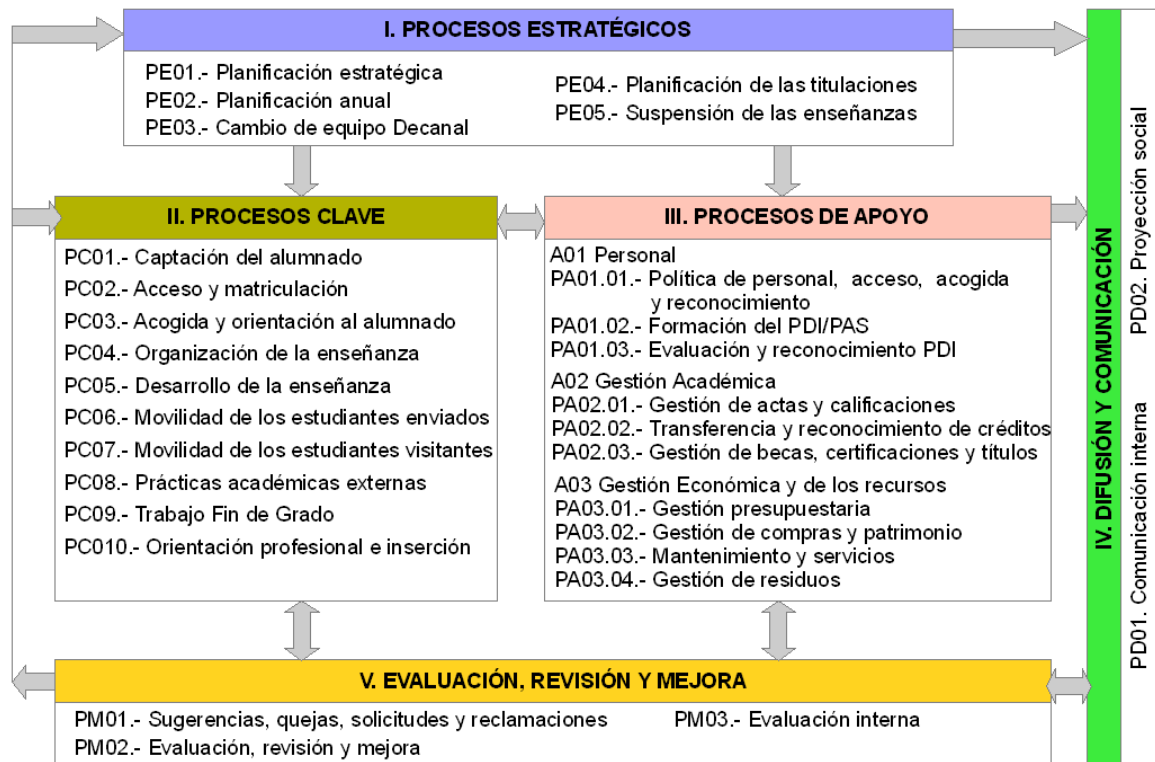 I. PROCESOS ESTRATÉGICOS
PE01.- Planificación estratégica
PE02.- Planificación anual
PE03.- Cambio de equipo Decanal
PE04.- Planificación de las titulaciones
PE05.- Suspensión de las enseñanzas
II. PROCESOS CLAVE
PC01.- Captación del alumnado
PC02.- Acceso y matriculación
PC03.- Acogida y orientación al alumnado
PC04.- Organización de la enseñanza
PC05.- Desarrollo de la enseñanza
PC06.- Movilidad de los estudiantes enviados
PC07.- Movilidad de los estudiantes visitantes
PC08.- Prácticas académicas externas
PC09.- Trabajo Fin de Grado
PC010.- Orientación profesional e inserción
III. PROCESOS DE APOYO
A01 Personal
PA01.01.- Política de personal, acceso, acogida
y reconocimiento
PA01.02.- Formación del PDI/PAS
PA01.03.- Evaluación y reconocimiento PDI
A02 Gestión Académica
PA02.01.- Gestión de actas y calificaciones
PA02.02.- Transferencia y reconocimiento de créditos
PA02.03.- Gestión de becas, certificaciones y títulos
A03 Gestión Económica y de los recursos
PA03.01.- Gestión presupuestaria
PA03.02.- Gestión de compras y patrimonio
PA03.03.- Mantenimiento y servicios
PA03.04.- Gestión de residuos
IV. DIFUSIÓN Y COMUNICACIÓN
PD01. Comunicación interna
PD02. Proyección social
V. EVALUACIÓN, REVISIÓN Y MEJORA
PM01.- Sugerencias, quejas, solicitudes y reclamaciones
PM02.- Evaluación, revisión y mejora
PM03.- Evaluación interna